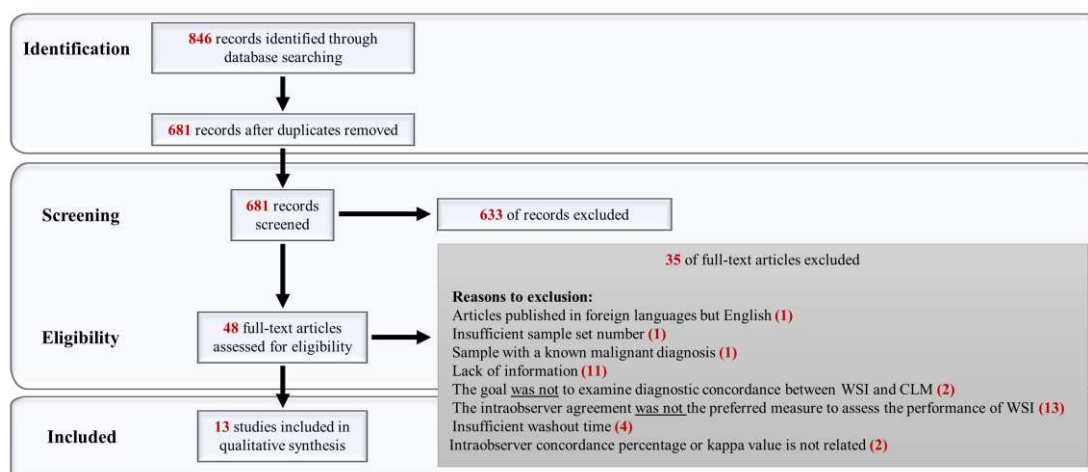 Identification
846 records identified through
database searching
681 records after duplicates removed
Screening
681 records
screened
633 of records excluded
Eligibility
48 full-text articles
assessed for eligibility
35 of full-text articles excluded
Reasons to exclusion:
Articles published in foreign languages but English (1)
Insufficient sample set number (1)
Sample with a known malignant diagnosis (1)
Lack of information (11)
The goal was not to examine diagnostic concordance between WSI and CLM (2)
The intraobserver agreement was not the preferred measure to assess the performance of WSI (13)
Insufficient washout time (4)
Intraobserver concordance percentage or kappa value is not related (2)
Included
13 studies included in
qualitative synthesis